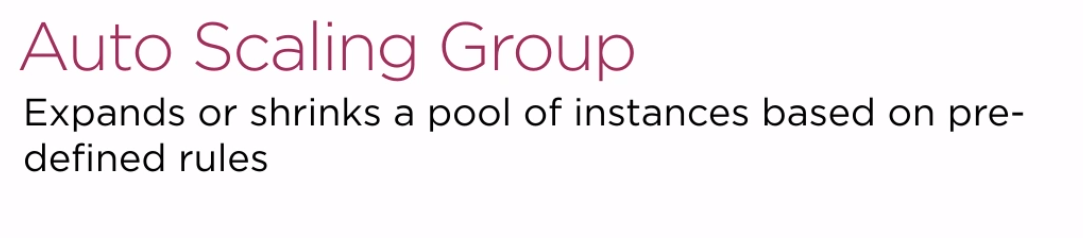 Auto Scaling Group
Expands or shrinks a pool of instances based on pre-
defined rules